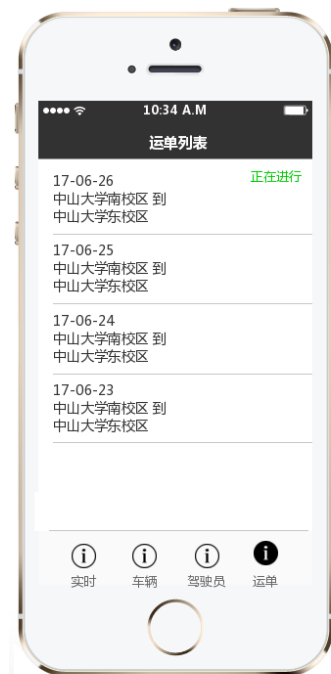 10:34 A.M
运单列表
17-06-26 正在进行
中山大学南校区 到
中山大学东校区
17-06-25
中山大学南校区 到
中山大学东校区
17-06-24
中山大学南校区 到
中山大学东校区
17-06-23
中山大学南校区 到
中山大学东校区
实时 车辆 驾驶员 运单